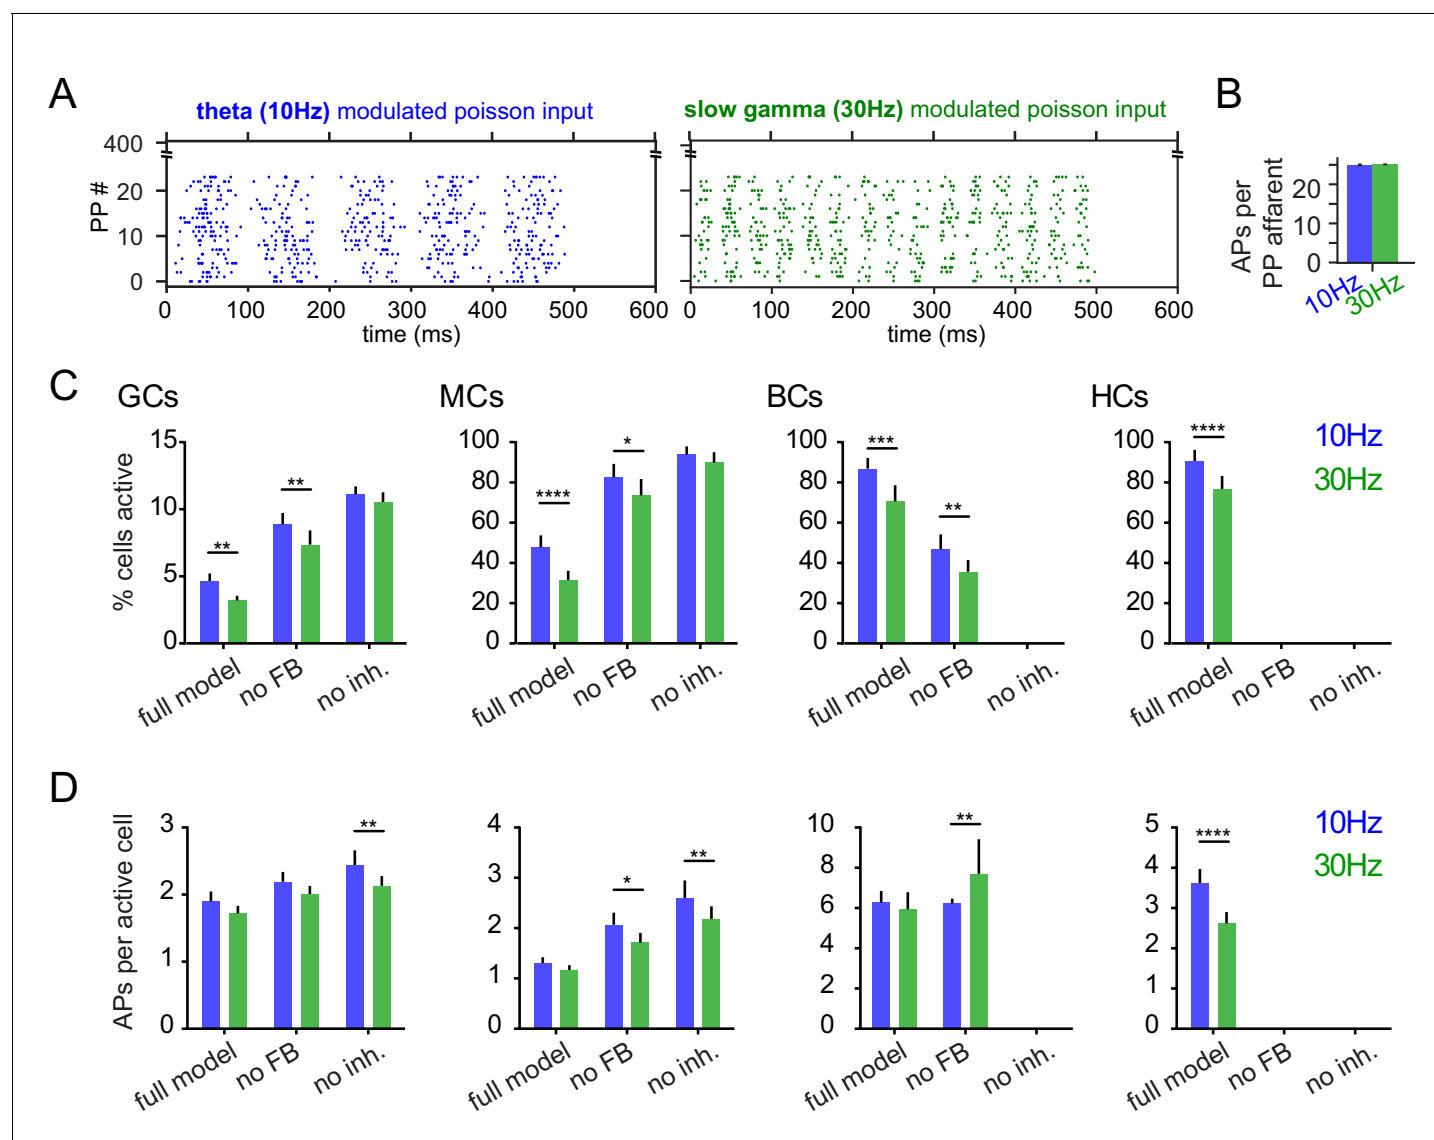 A
theta (10Hz) modulated poisson input
slow gamma (30Hz) modulated poisson input
B
400
20
10
0
PP #
0 100 200 300 400 500 600
time (ms)
0 100 200 300 400 500 600
time (ms)
APs per
PP affarent
20
10
0
10Hz
30Hz
C
GCs
MCs
BCs
HCs
% cells active
15
10
5
0
** **
full model no FB no inh.
100
80
60
40
20
0
**** *
full model no FB no inh.
100
80
60
40
20
0
*** **
full model no FB no inh.
100
80
60
40
20
0
****
full model no FB no inh.
10Hz
30Hz
D
APs per active cell
3
2
1
0
**
full model no FB no inh.
4
3
2
1
0
* **
full model no FB no inh.
10
8
6
4
2
0
**
full model no FB no inh.
5
4
3
2
1
0
****
full model no FB no inh.
10Hz
30Hz